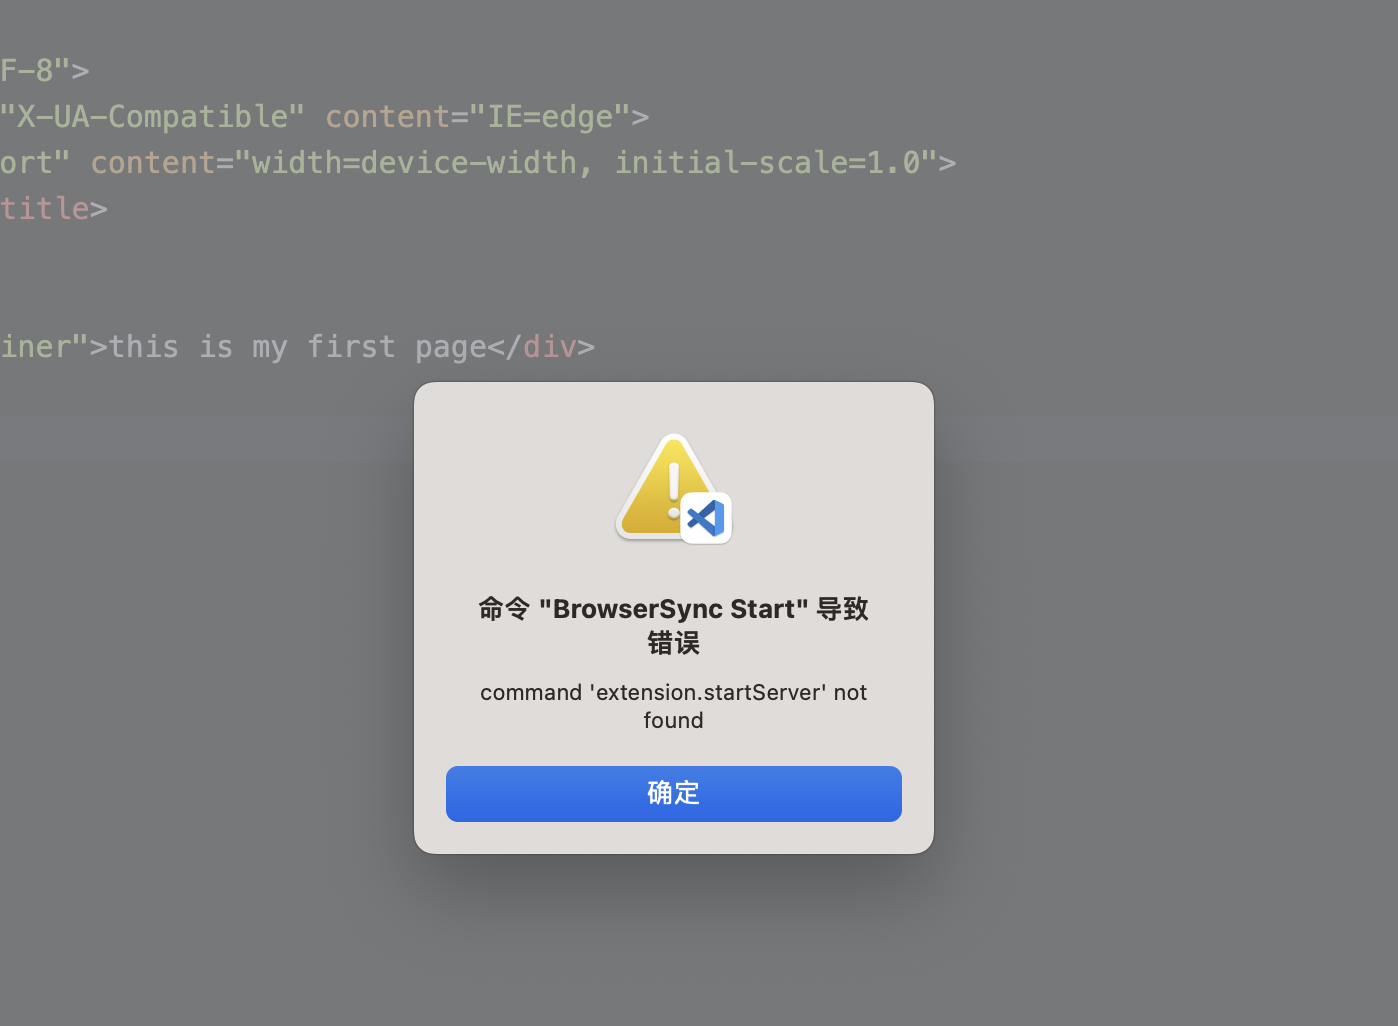 F-8">
"X-UA-Compatible" content="IE=edge">
ort" content="width=device-width, initial-scale=1.0">
title>
iner">this is my first page</div>
命令 "BrowserSync Start" 导致
错误
command 'extension.startServer' not
found
确定